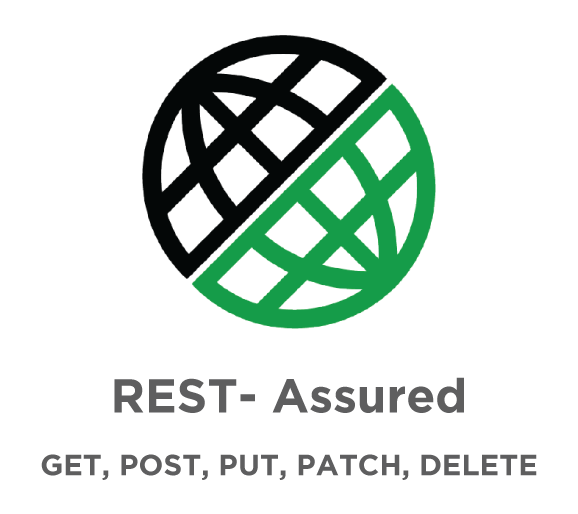 REST- Assured
GET, POST, PUT, PATCH, DELETE